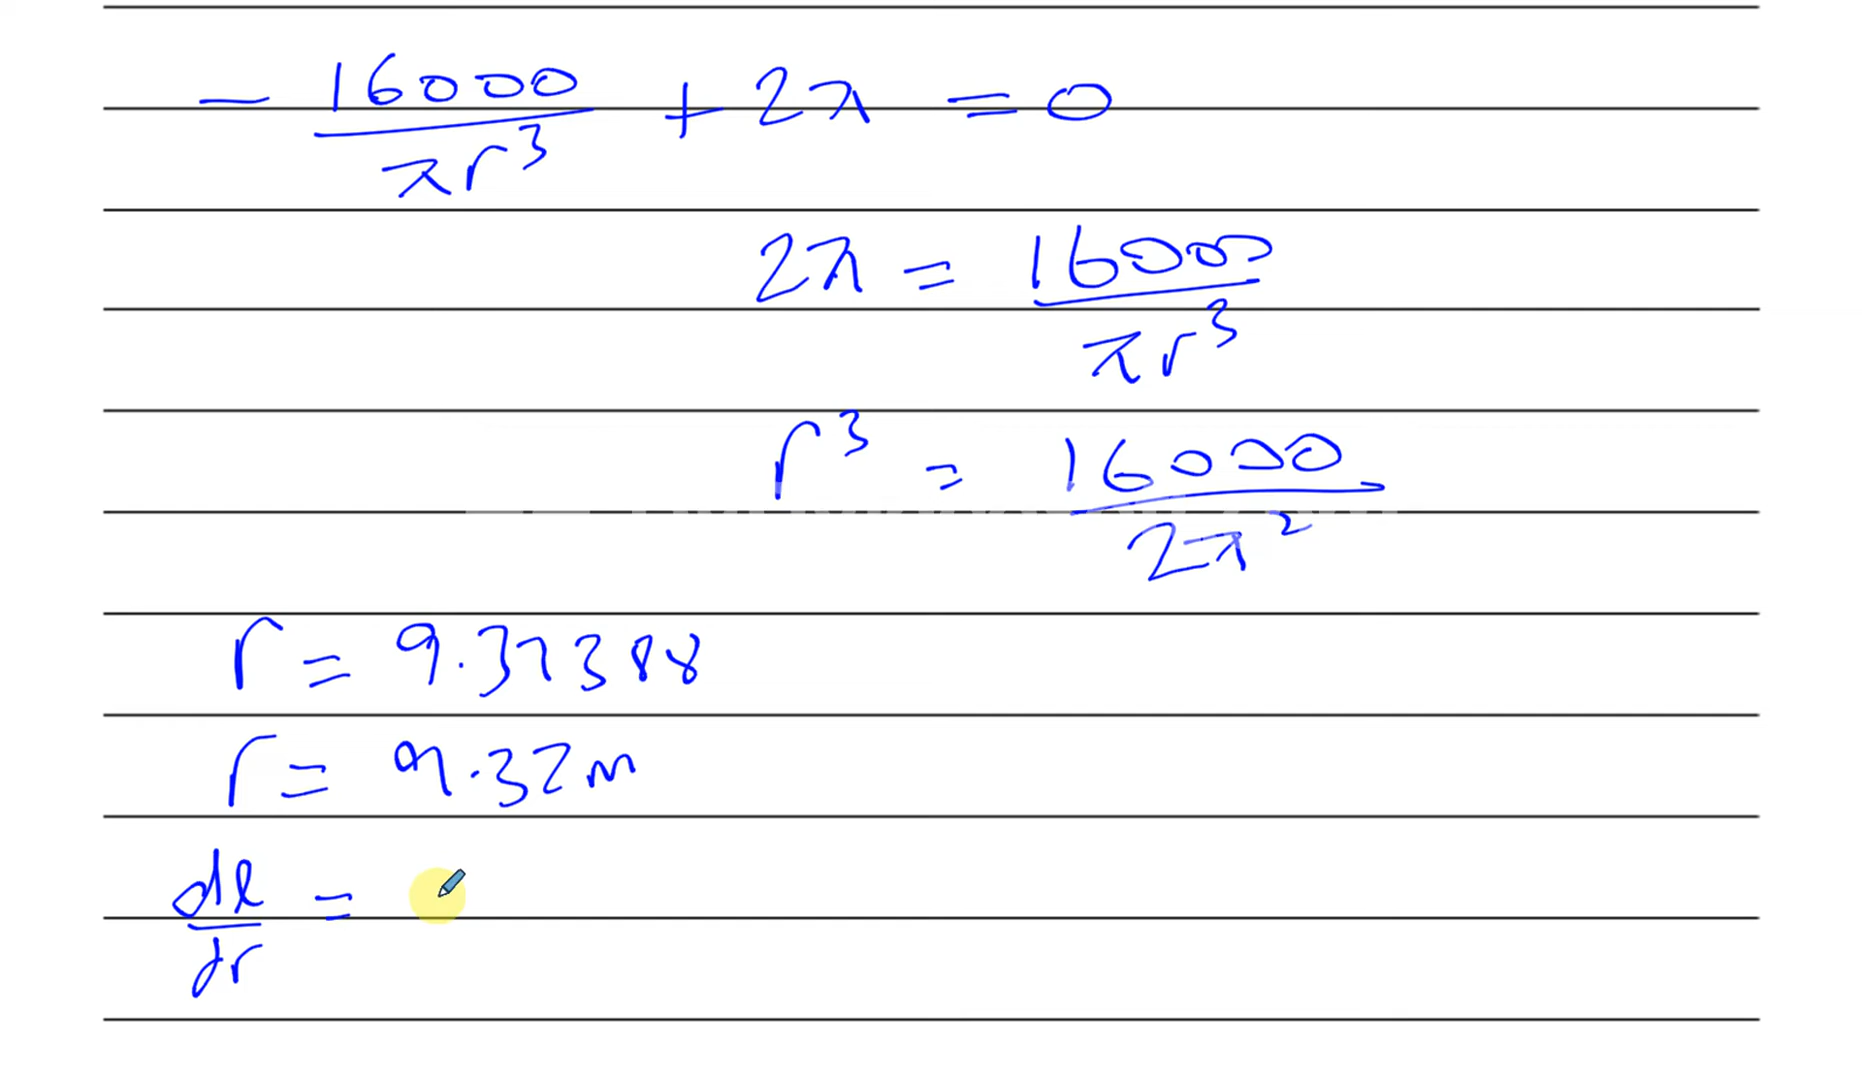 - 16000/πr³ + 2π = 0
2π = 16000/πr³
r³ = 16000/2π²
r = 9.37388
r = 9.32m
dl/dr =